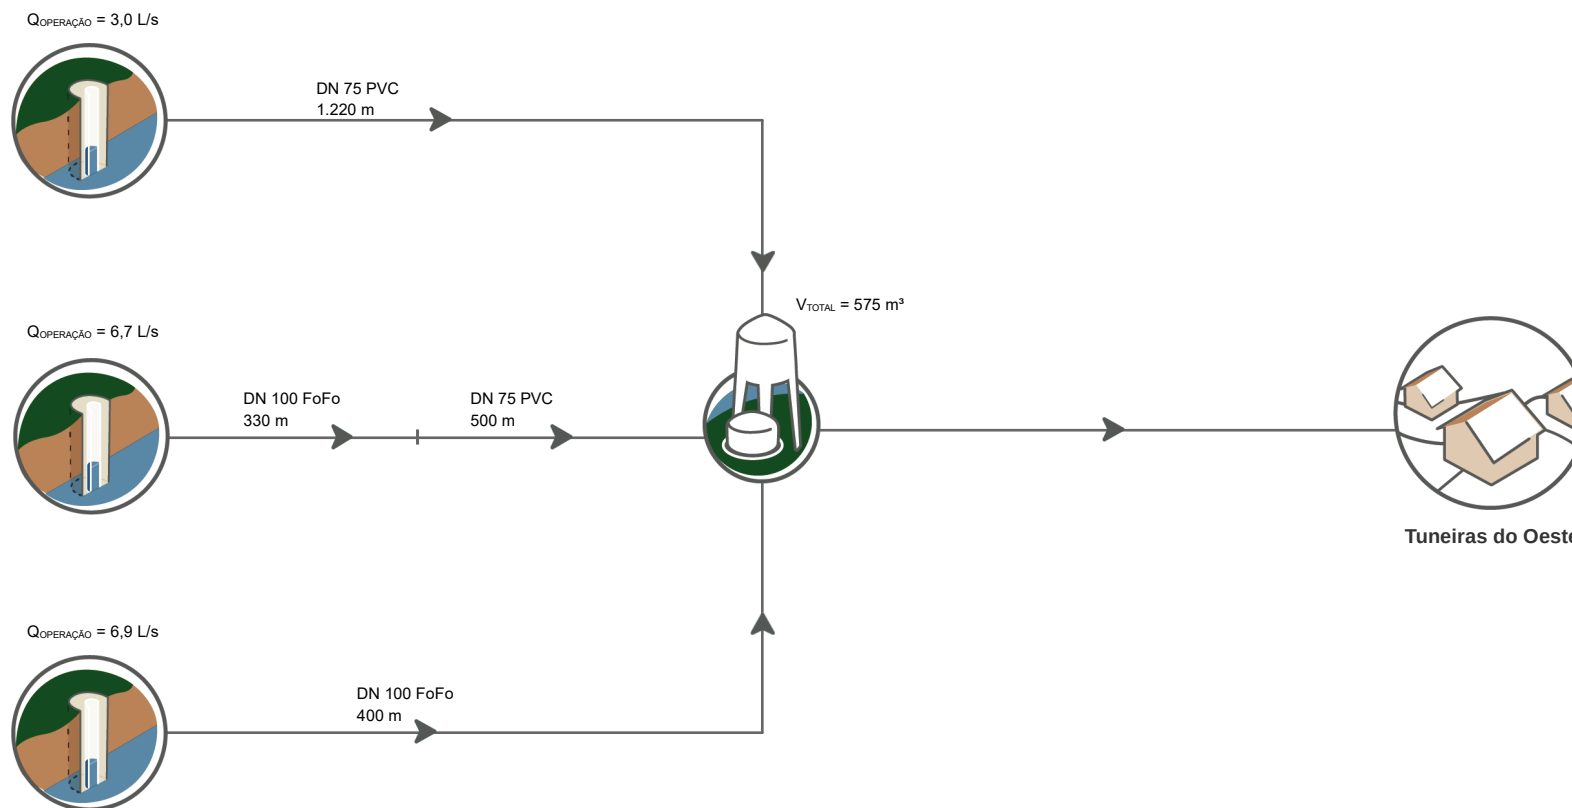 QOPERAÇÃO = 3,0 L/s
DN 75 PVC
1.220 m
VTOTAL = 575 m³
QOPERAÇÃO = 6,7 L/s
DN 100 FoFo
330 m
DN 75 PVC
500 m
Tuneiras do Oeste
QOPERAÇÃO = 6,9 L/s
DN 100 FoFo
400 m